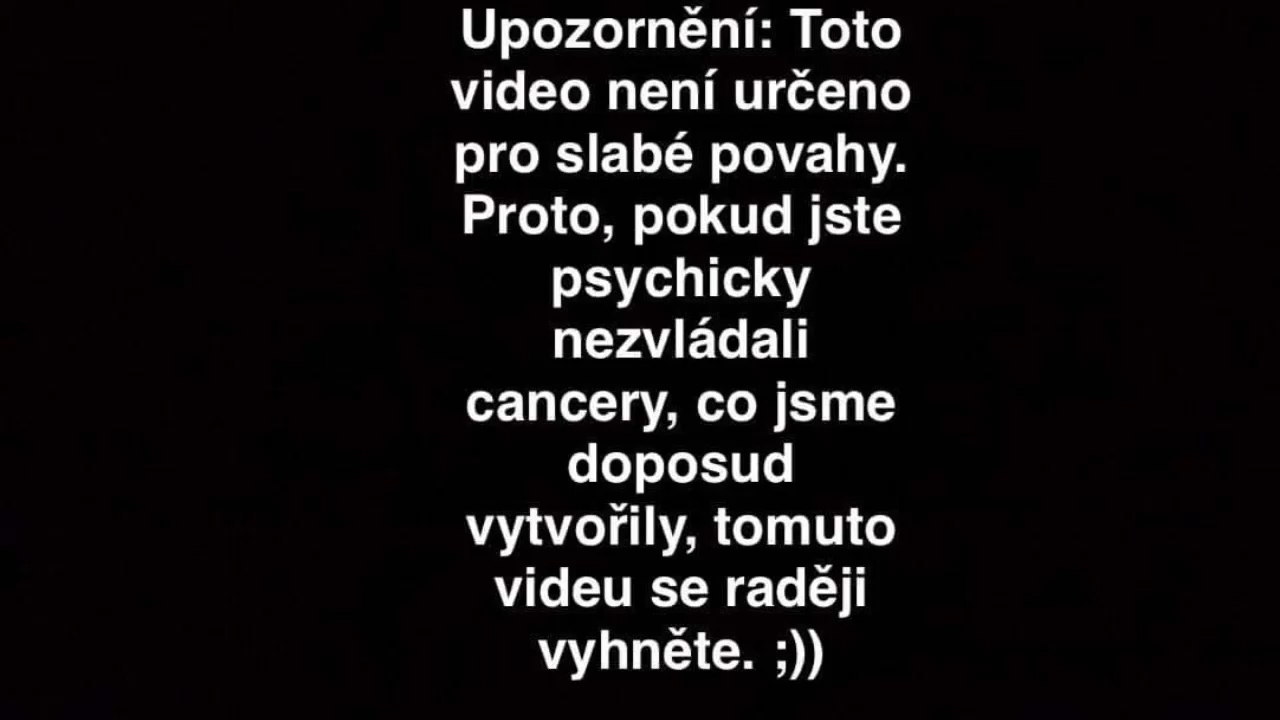 Upozornění: Toto
video není určeno
pro slabé povahy.
Proto, pokud jste
psychicky
nezvládali
cancery, co jsme
doposud
vytvořily, tomuto
videu se raději
vyhněte. ;))